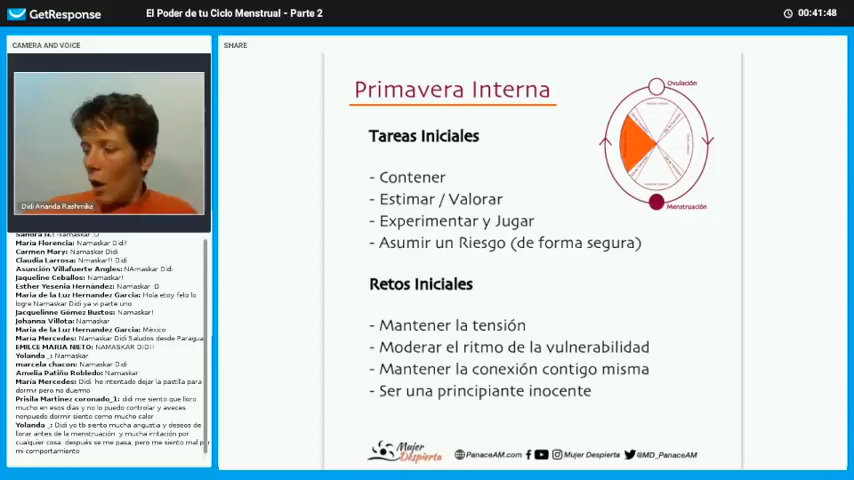 GetResponse
El Poder de tu Ciclo Menstrual - Parte 2
00:41:48
CAMERA AND VOICE
SHARE
Didi Ananda Rashmika
María Florencia: Namaskar Didi!
Carmen Mary: Namaskar Didi
Claudia Larrosa: Nmaskar!! Didi
Asunción Villafuerte Angles: NAmaskar Didi
Jaqueline Ceballos: Namaskar!
Esther Yesenia Hernández: Namaskar :D
Maria de la Luz Hernandez Garcia: Hola etoy feliz lo
logre Namaskar Didi ya vi parte uno
Jacquelinne Gómez Bustos: Namaskar!
Johanna Villota: Namaskar
Maria de la Luz Hernandez Garcia: México
María Mercedes: Namaskar Didi Saludos desde Paragua
EMILCE MARIA NIETO: NAMASKAR DIDI!!
Yolanda _: Namaskar
marcela chacon: Namaskar Didi
Amelia Patiño Robledo: Namaskar
María Mercedes: Didi, he intentado dejar la pastilla para
dormir pero no duermo
Prisila Martinez coronado_1: didi me siento que lloro
mucho en esos dias y no lo puedo controlar y aveces
nonpuedo dormir siento como mucho calor
Yolanda _: Didi yo tb siento mucha angustia y deseos de
llorar antes de la menstruación y mucha irritación por
cualquier cosa. después se me pasa, pero me siento mal por
mi comportamiento
Primavera Interna
Tareas Iniciales
- Contener
- Estimar / Valorar
- Experimentar y Jugar
- Asumir un Riesgo (de forma segura)
Retos Iniciales
- Mantener la tensión
- Moderar el ritmo de la vulnerabilidad
- Mantener la conexión contigo misma
- Ser una principiante inocente
Ovulación
Menstruación
Mujer
Despierta
PanaceAM.com
Mujer Despierta
@MD_PanaceAM